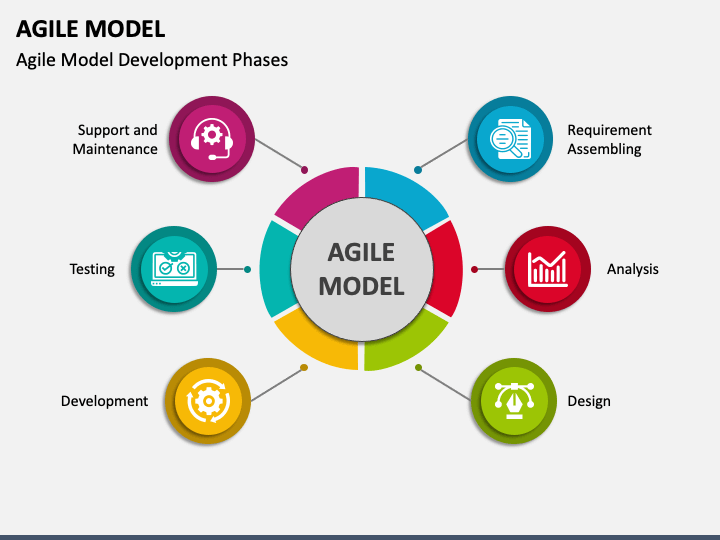 AGILE MODEL
Agile Model Development Phases
Support and
Maintenance
Requirement
Assembling
AGILE
MODEL
Testing
Analysis
Development
Design